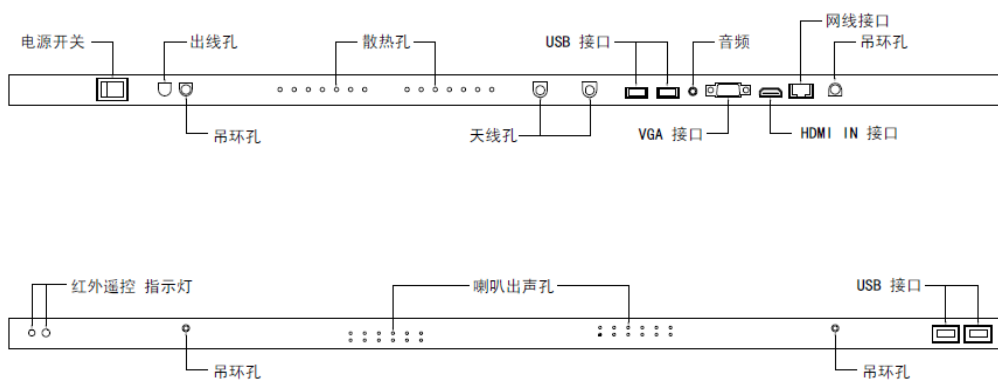 网线接口
电源开关
出线孔
散热孔
USB 接口
音频
吊环孔
吊环孔
天线孔
VGA 接口
HDMI IN 接口
红外遥控 指示灯
喇叭出声孔
USB 接口
吊环孔
吊环孔